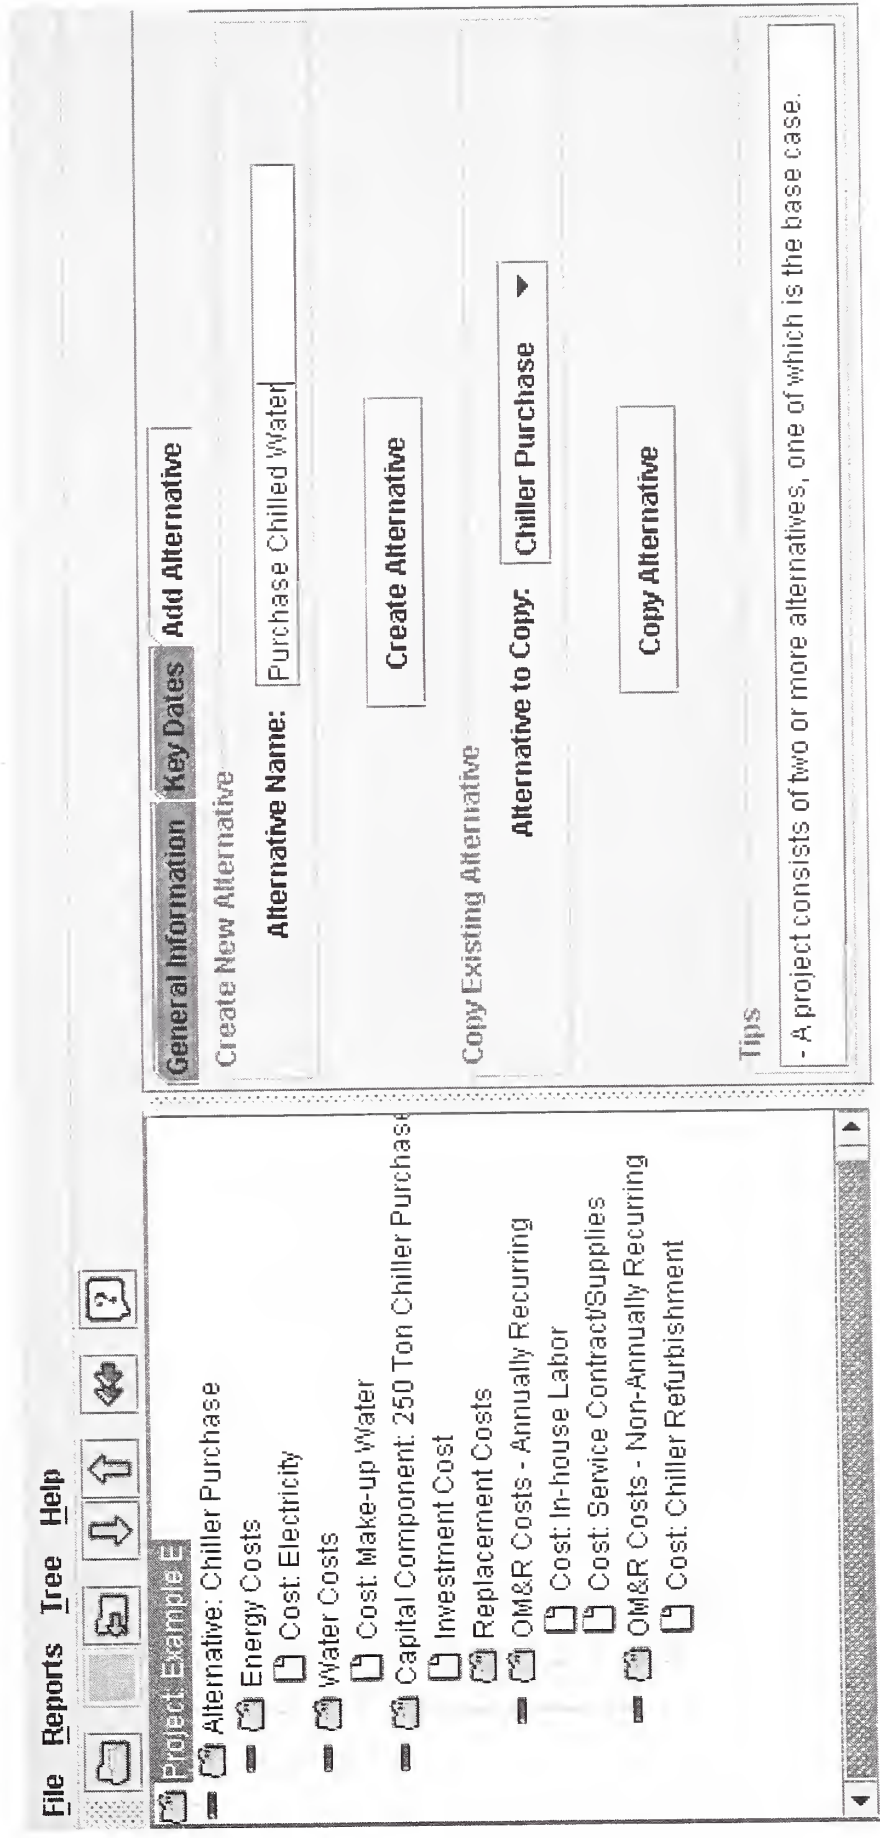 File Reports Tree Help
?
Project Example E
Alternative: Chiller Purchase
Energy Costs
Cost: Electricity
Water Costs
Cost: Make-up Water
Capital Component: 250 Ton Chiller Purchase
Investment Cost
Replacement Costs
OM&R Costs - Annually Recurring
Cost: In-house Labor
Cost: Service Contract/Supplies
OM&R Costs - Non-Annually Recurring
Cost: Chiller Refurbishment
General Information Key Dates Add Alternative
Create New Alternative
Alternative Name: Purchase Chilled Water
Create Alternative
Copy Existing Alternative
Alternative to Copy: Chiller Purchase
Copy Alternative
Tips
- A project consists of two or more alternatives, one of which is the base case.